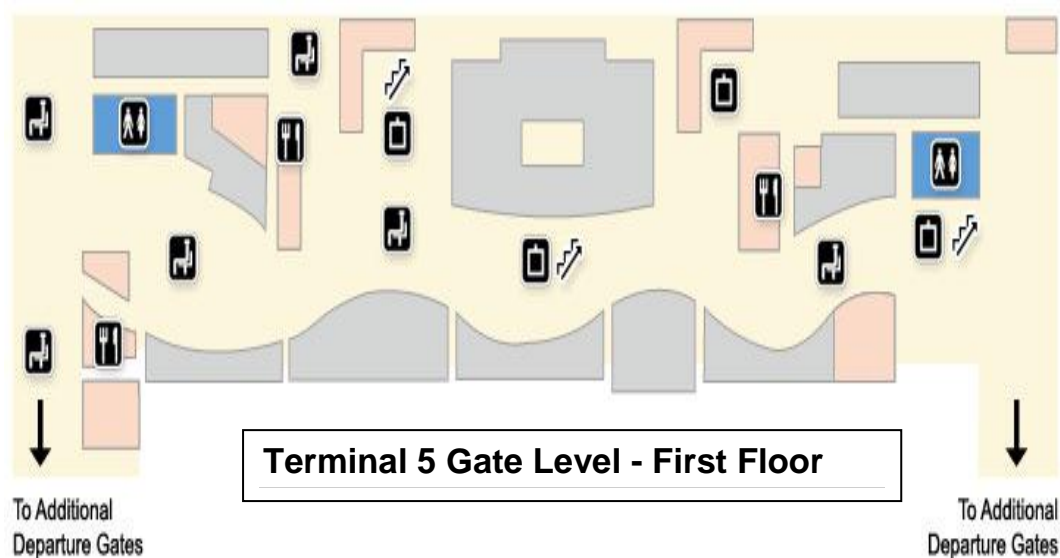 Terminal 5 Gate Level - First Floor
To Additional
Departure Gates
To Additional
Departure Gates